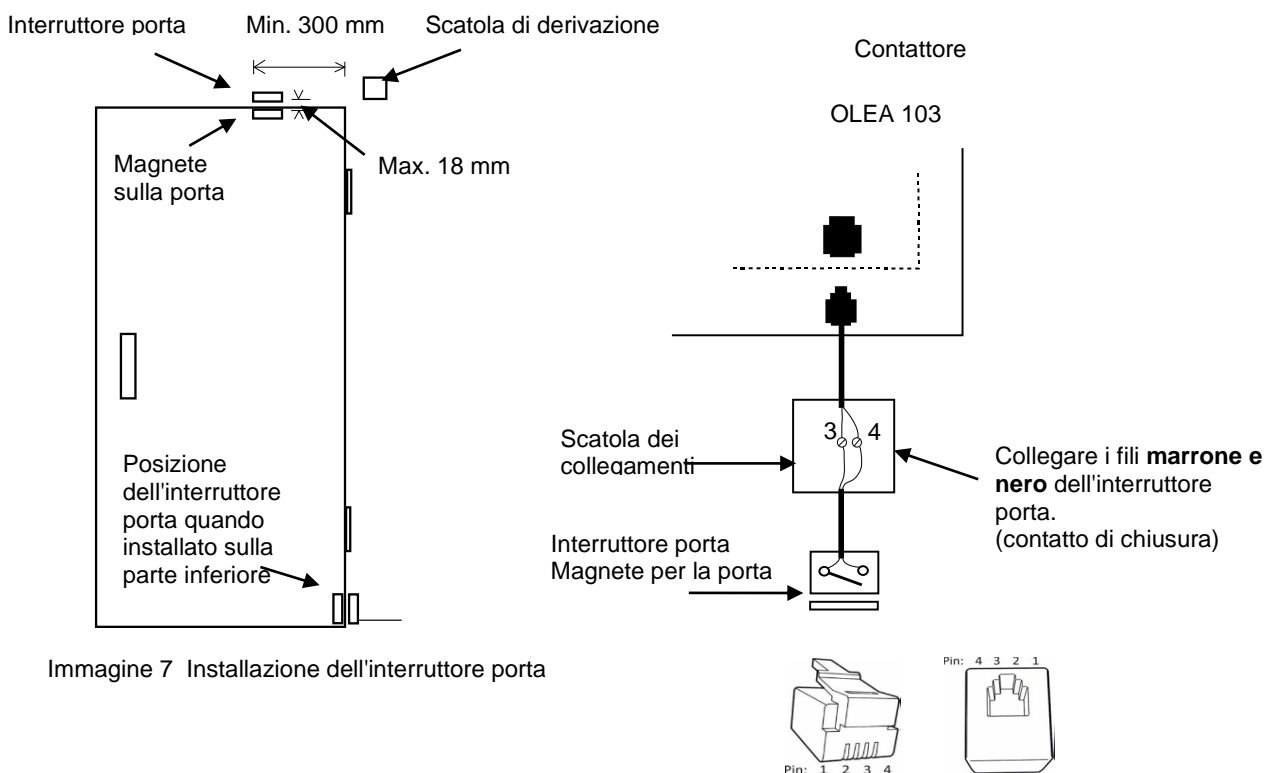 Interruttore porta
Min. 300 mm
Scatola di derivazione
Magnete
sulla porta
Max. 18 mm
Posizione
dell'interruttore
porta quando
installato sulla
parte inferiore
Immagine 7 Installazione dell'interruttore porta
Contattore
OLEA 103
3 4
Scatola dei
collegamenti
Collegare i fili marrone e
nero dell'interruttore
porta.
(contatto di chiusura)
Interruttore porta
Magnete per la porta
Pin: 1 2 3 4
Pin: 4 3 2 1